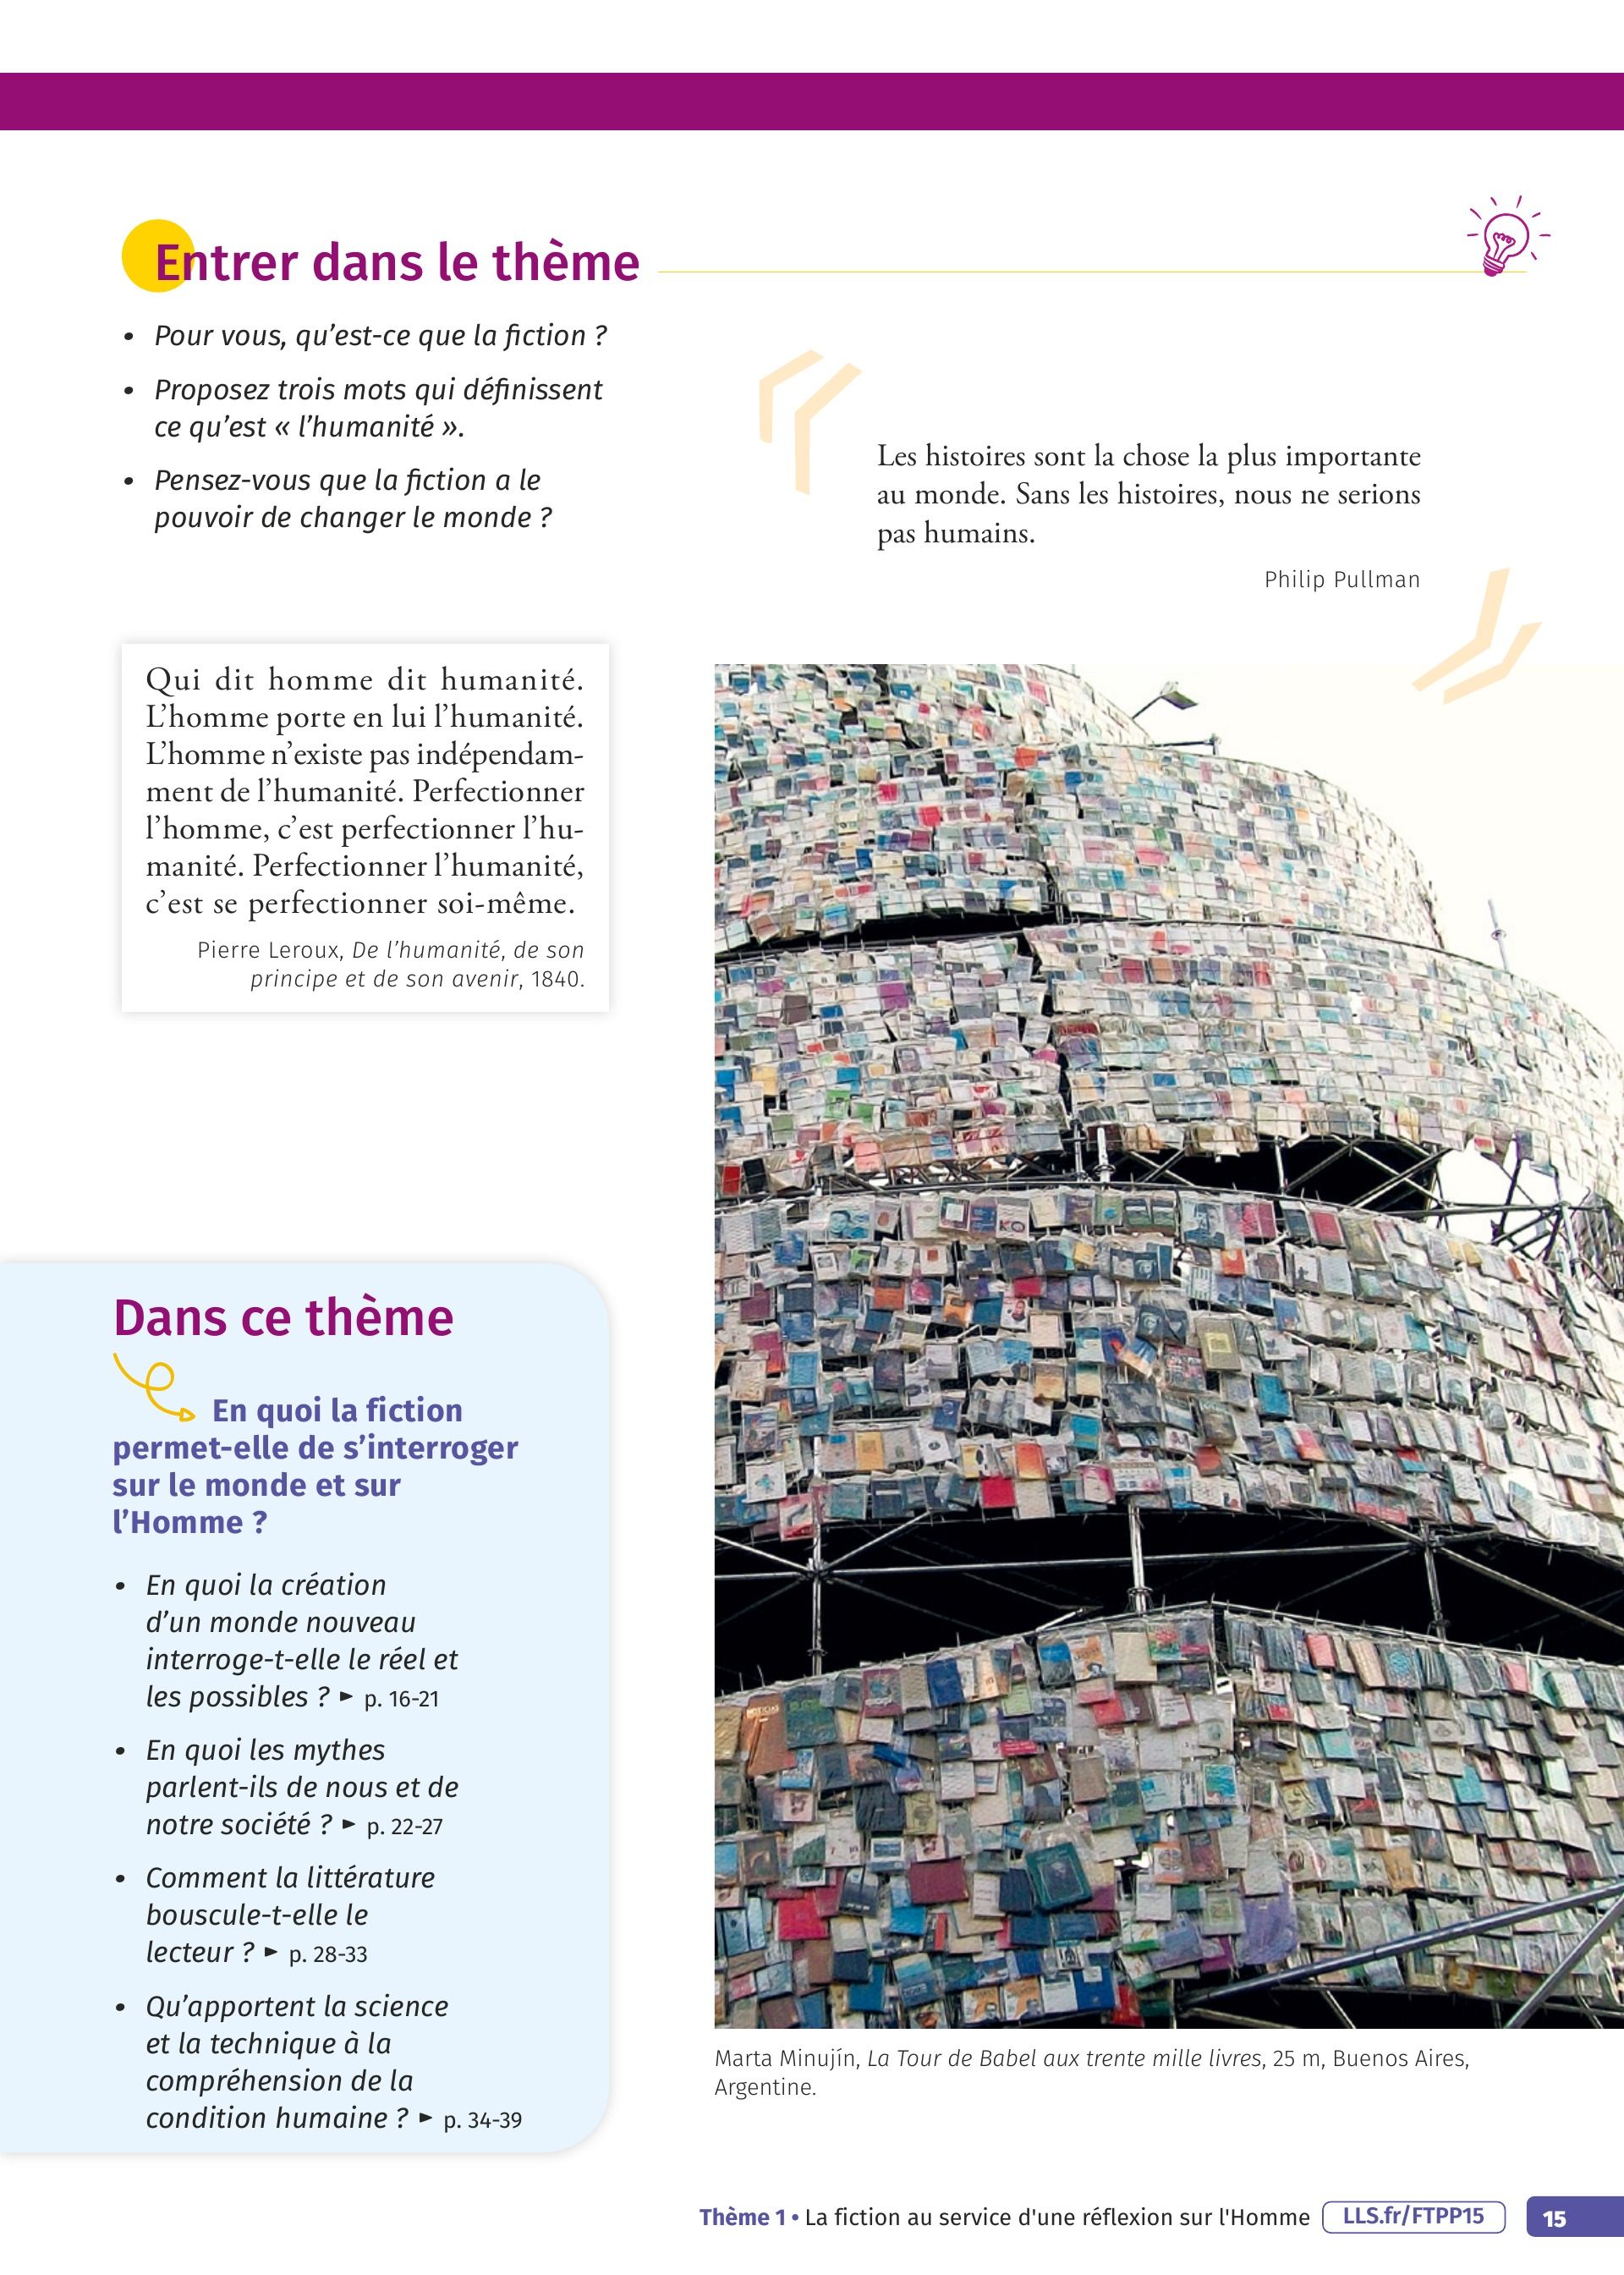 Entrer dans le thème
• Pour vous, qu’est-ce que la fiction ?
• Proposez trois mots qui définissent
ce qu’est « l’humanité ».
• Pensez-vous que la fiction a le
pouvoir de changer le monde ?
Les histoires sont la chose la plus importante
au monde. Sans les histoires, nous ne serions
pas humains.
Philip Pullman
Qui dit homme dit humanité.
L’homme porte en lui l’humanité.
L’homme n’existe pas indépendam-
ment de l’humanité. Perfectionner
l’homme, c’est perfectionner l’hu-
manité. Perfectionner l’humanité,
c’est se perfectionner soi-même.
Pierre Leroux, De l’humanité, de son
principe et de son avenir, 1840.
Dans ce thème
En quoi la fiction
permet-elle de s’interroger
sur le monde et sur
l’Homme ?
• En quoi la création
d’un monde nouveau
interroge-t-elle le réel et
les possibles ? ► p. 16-21
• En quoi les mythes
parlent-ils de nous et de
notre société ? ► p. 22-27
• Comment la littérature
bouscule-t-elle le
lecteur ? ► p. 28-33
• Qu’apportent la science
et la technique à la
compréhension de la
condition humaine ? ► p. 34-39
Marta Minujín, La Tour de Babel aux trente mille livres, 25 m, Buenos Aires,
Argentine.
Thème 1 • La fiction au service d'une réflexion sur l'Homme LLS.fr/FTPP15 15